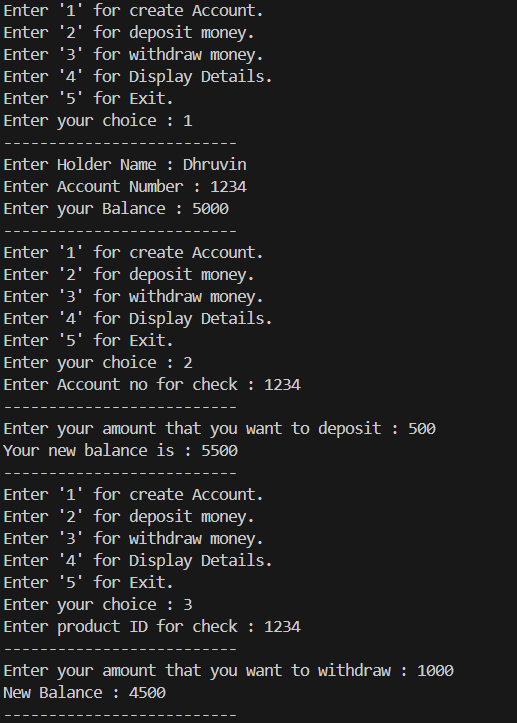 Enter '1' for create Account.
Enter '2' for deposit money.
Enter '3' for withdraw money.
Enter '4' for Display Details.
Enter '5' for Exit.
Enter your choice : 1
--------------------------
Enter Holder Name : Dhruvin
Enter Account Number : 1234
Enter your Balance : 5000
--------------------------
Enter '1' for create Account.
Enter '2' for deposit money.
Enter '3' for withdraw money.
Enter '4' for Display Details.
Enter '5' for Exit.
Enter your choice : 2
Enter Account no for check : 1234
--------------------------
Enter your amount that you want to deposit : 500
Your new balance is : 5500
--------------------------
Enter '1' for create Account.
Enter '2' for deposit money.
Enter '3' for withdraw money.
Enter '4' for Display Details.
Enter '5' for Exit.
Enter your choice : 3
Enter product ID for check : 1234
--------------------------
Enter your amount that you want to withdraw : 1000
New Balance : 4500
--------------------------